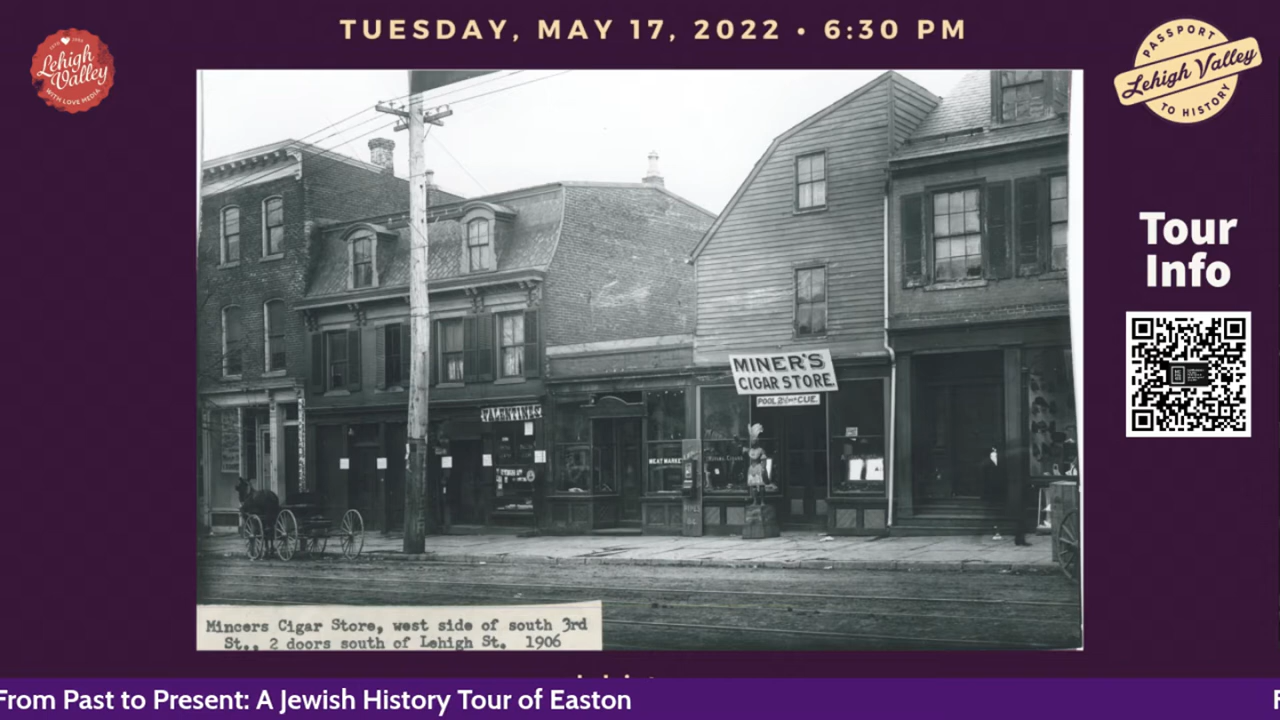 TUESDAY, MAY 17, 2022 • 6:30 PM
Lehigh
Valley
WITH LOVE MEDIA
PASSPORT
Lehigh Valley
TO HISTORY
Tour
Info
MINER'S
CIGAR STORE.
VALENTINES
MEAT MARKET
Mincers Cigar Store, west side of south 3rd
St., 2 doors south of Lehigh St. 1906
From Past to Present: A Jewish History Tour of Easton